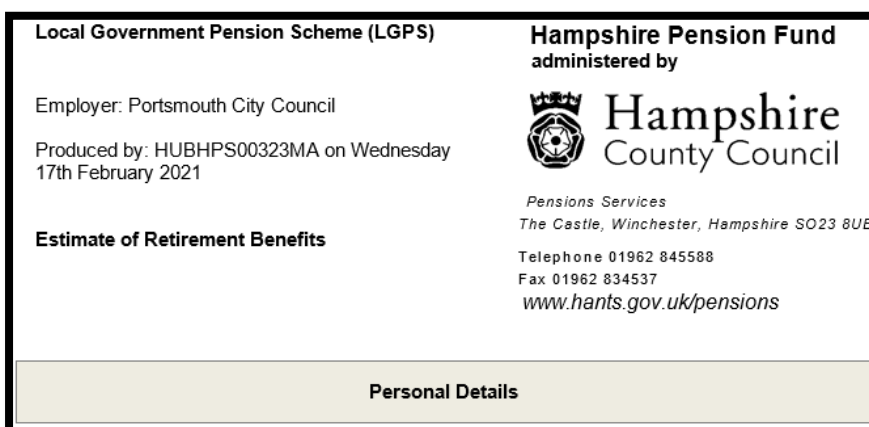 Local Government Pension Scheme (LGPS)
Employer: Portsmouth City Council
Produced by: HUBHPS00323MA on Wednesday
17th February 2021
Estimate of Retirement Benefits
Hampshire Pension Fund
administered by
Hampshire
County Council
Pensions Services
The Castle, Winchester, Hampshire SO23 8UB
Telephone 01962 845588
Fax 01962 834537
www.hants.gov.uk/pensions
Personal Details